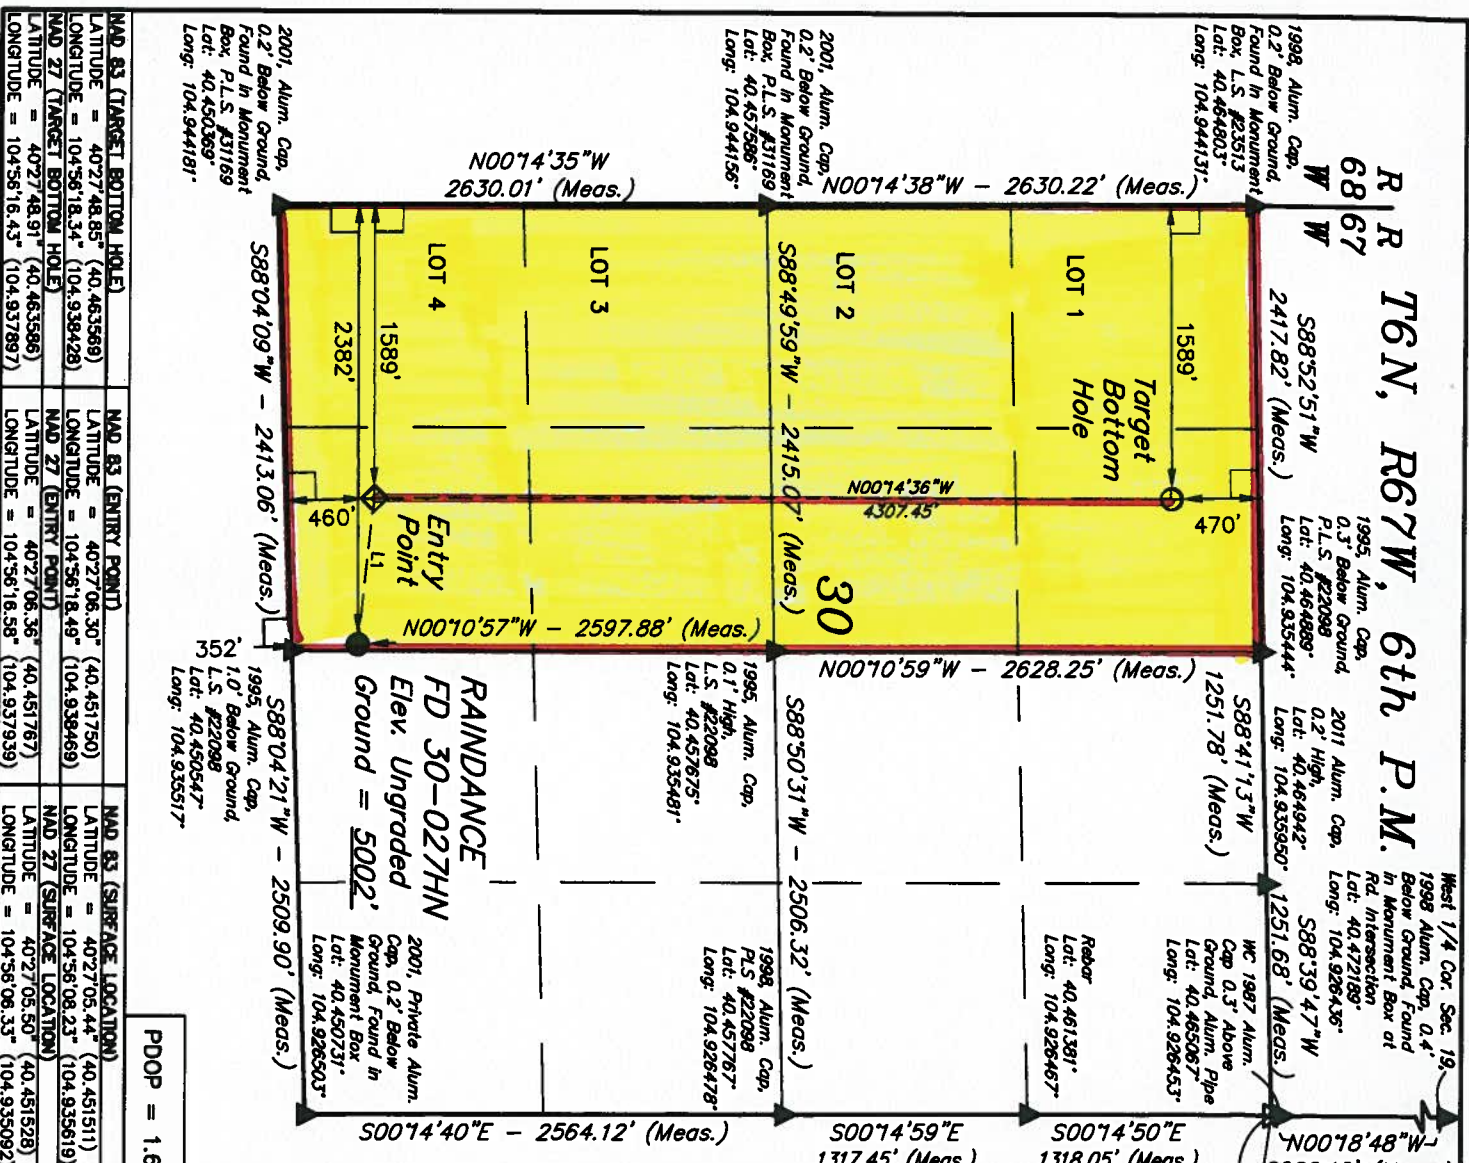 T6N, R67W, 6th P.M.
R R
68 67
W W
1998, Alum. Cap,
0.2' Below Ground,
Found in Monument
Box, L.S. #23513
Lat: 40.464803°
Long: 104.944131°
S88°52'51"W
2417.82' (Meas.)
1995, Alum. Cap,
0.3' Below Ground,
P.L.S. #22098
Lat: 40.464889°
Long: 104.935444°
2011 Alum. Cap,
0.2' High,
Lat: 40.464942°
Long: 104.935950°
S88°41'13"W
1251.78' (Meas.)
West 1/4 Cor. Sec. 19,
1998 Alum. Cap, 0.4'
Below Ground, Found
in Monument Box at
Rd. Intersection
Lat: 40.472189°
Long: 104.926436°
S88°39'47"W
1251.68' (Meas.)
WC 1987 Alum.
Cap 0.3' Above
Ground, Alum. Pipe
Lat: 40.465067°
Long: 104.926453°
N00°18'48"W
Rebar
Lat: 40.461381°
Long: 104.926467°
S00°14'50"E
1318.05' (Meas.)
S00°14'59"E
1317.45' (Meas.)
2001, Alum. Cap,
0.2' Below Ground,
Found in Monument
Box, P.L.S. #31169
Lat: 40.457586°
Long: 104.944156°
N00°14'38"W - 2630.22' (Meas.)
LOT 1
1589'
Target
Bottom
Hole
470'
LOT 2
N00°14'36"W
4307.45'
30
N00°10'59"W - 2628.25' (Meas.)
S88°49'59"W - 2415.07' (Meas.)
S88°50'31"W - 2506.32' (Meas.)
1995, Alum. Cap,
0.1' High,
L.S. #22098
Lat: 40.457675°
Long: 104.935481°
1998, Alum. Cap,
PLS #22098
Lat: 40.457767°
Long: 104.926478°
N00°14'35"W
2630.01' (Meas.)
LOT 3
LOT 4
1589'
2382'
Entry
Point
460'
L1
N00°10'57"W - 2597.88' (Meas.)
352'
RAINDANCE
FD 30-027HN
Elev. Ungraded
Ground = 5002'
S00°14'40"E - 2564.12' (Meas.)
2001, Private Alum.
Cap, 0.2' Below
Ground, Found in
Monument Box
Lat: 40.450731°
Long: 104.926503°
2001, Alum. Cap,
0.2' Below Ground,
Found in Monument
Box, P.L.S. #31169
Lat: 40.450369°
Long: 104.944181°
S88°04'09"W - 2413.06' (Meas.)
1995, Alum. Cap,
1.0' Below Ground,
L.S. #22098
Lat: 40.450547°
Long: 104.935517°
S88°04'21"W - 2509.90' (Meas.)
PDOP = 1.6
NAD 83 (TARGET BOTTOM HOLE)
LATITUDE = 40°27'48.85" (40.463569)
LONGITUDE = 104°56'18.34" (104.938428)
NAD 27 (TARGET BOTTOM HOLE)
LATITUDE = 40°27'48.91" (40.463586)
LONGITUDE = 104°56'16.43" (104.937897)
NAD 83 (ENTRY POINT)
LATITUDE = 40°27'06.30" (40.451750)
LONGITUDE = 104°56'18.49" (104.938469)
NAD 27 (ENTRY POINT)
LATITUDE = 40°27'06.36" (40.451767)
LONGITUDE = 104°56'16.58" (104.937939)
NAD 83 (SURFACE LOCATION)
LATITUDE = 40°27'05.44" (40.451511)
LONGITUDE = 104°56'08.23" (104.935619)
NAD 27 (SURFACE LOCATION)
LATITUDE = 40°27'05.50" (40.451528)
LONGITUDE = 104°56'06.33" (104.935092)